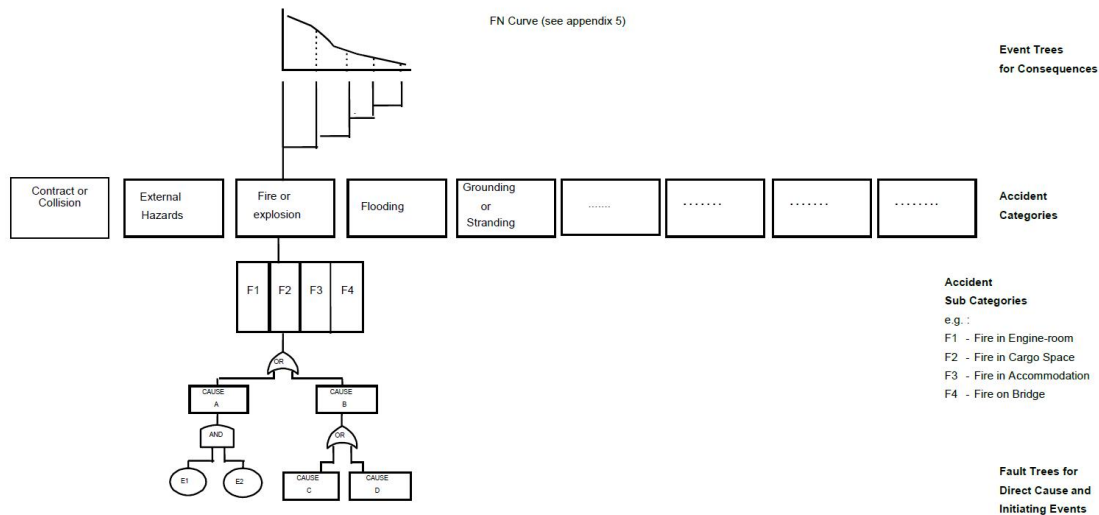 FN Curve (see appendix 5)
Event Trees
for Consequences
Contract or
Collision
External
Hazards
Fire or
explosion
Flooding
Grounding
or
Stranding
.......
.......
.......
........
Accident
Categories
F1 F2 F3 F4
Accident
Sub Categories
e.g. :
F1 - Fire in Engine-room
F2 - Fire in Cargo Space
F3 - Fire in Accommodation
F4 - Fire on Bridge
OR
CAUSE
A
CAUSE
B
AND
OR
E1
E2
CAUSE
C
CAUSE
D
Fault Trees for
Direct Cause and
Initiating Events